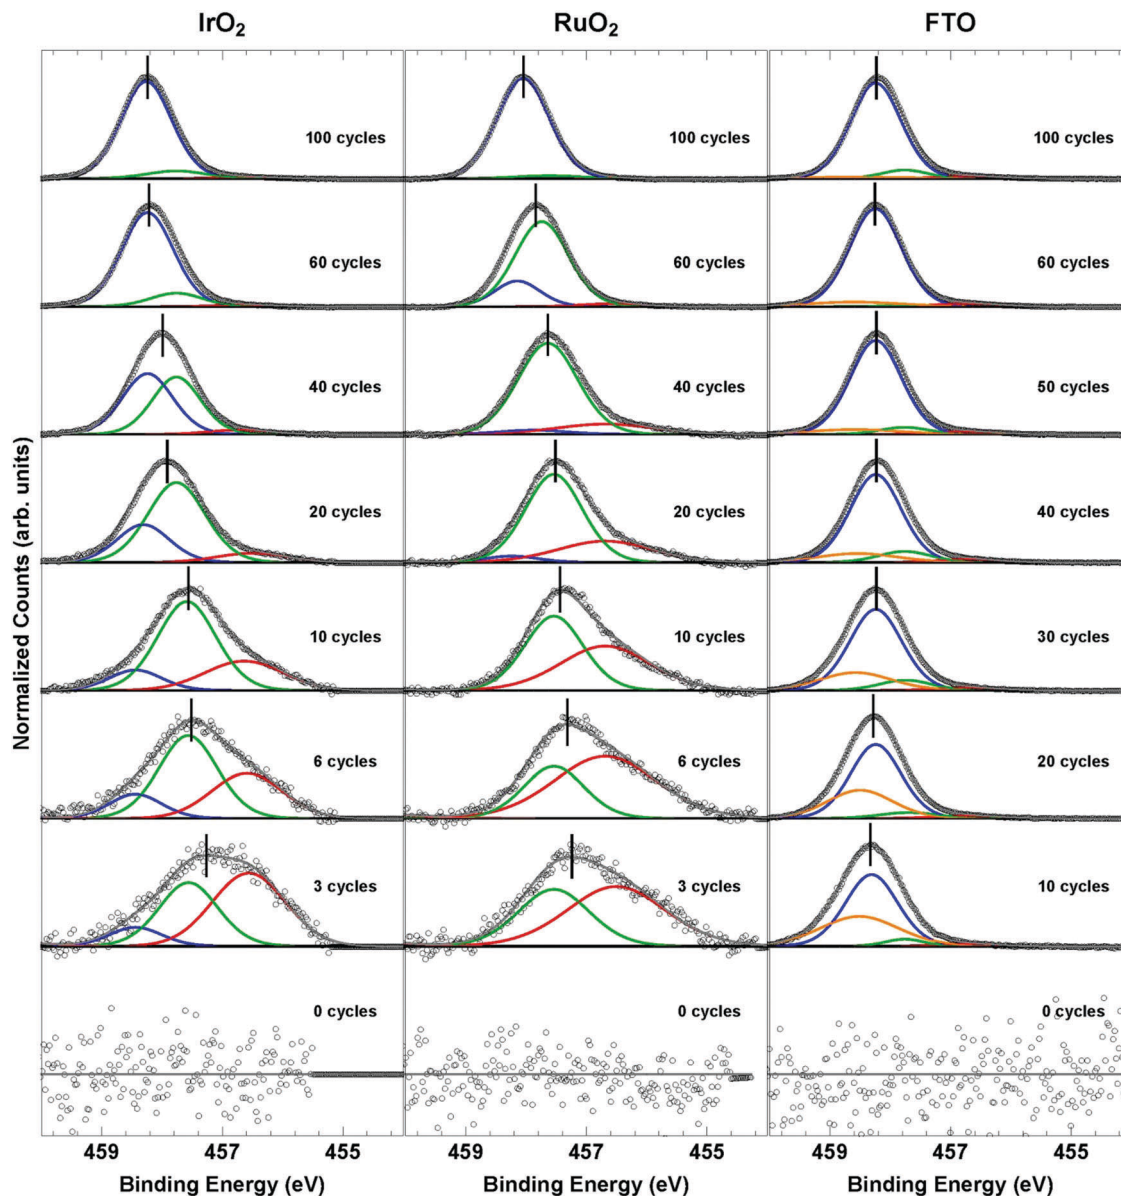 IrO2 RuO2 FTO
100 cycles 100 cycles 100 cycles
60 cycles 60 cycles 60 cycles
40 cycles 40 cycles 50 cycles
20 cycles 20 cycles 40 cycles
10 cycles 10 cycles 30 cycles
6 cycles 6 cycles 20 cycles
3 cycles 3 cycles 10 cycles
0 cycles 0 cycles 0 cycles
Normalized Counts (arb. units)
459 457 455 459 457 455 459 457 455
Binding Energy (eV) Binding Energy (eV) Binding Energy (eV)